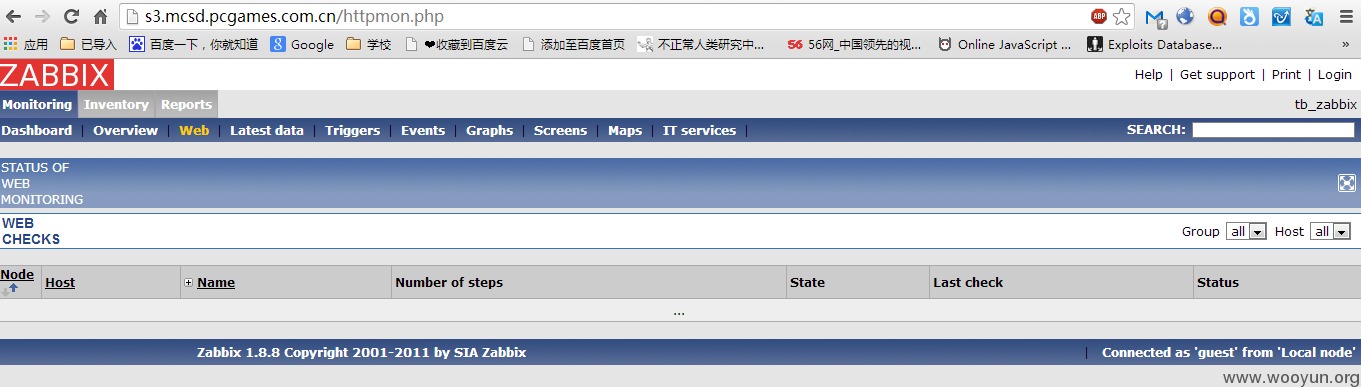 s3.mcsd.pcgames.com.cn/httpmon.php
ABP
应用 已导入 百度一下，你就知道 Google 学校 ❤收藏到百度云 添加至百度首页 不正常人类研究中... 56 56网_中国领先的视... Online JavaScript ... Exploits Database... »
ZABBIX
Help | Get support | Print | Login
Monitoring Inventory Reports
tb_zabbix
Dashboard | Overview | Web | Latest data | Triggers | Events | Graphs | Screens | Maps | IT services |
SEARCH:
STATUS OF
WEB
MONITORING
WEB
CHECKS
Group all Host all
Node Host Name Number of steps State Last check Status
...
Zabbix 1.8.8 Copyright 2001-2011 by SIA Zabbix
| Connected as 'guest' from 'Local node'
www.wooyun.org